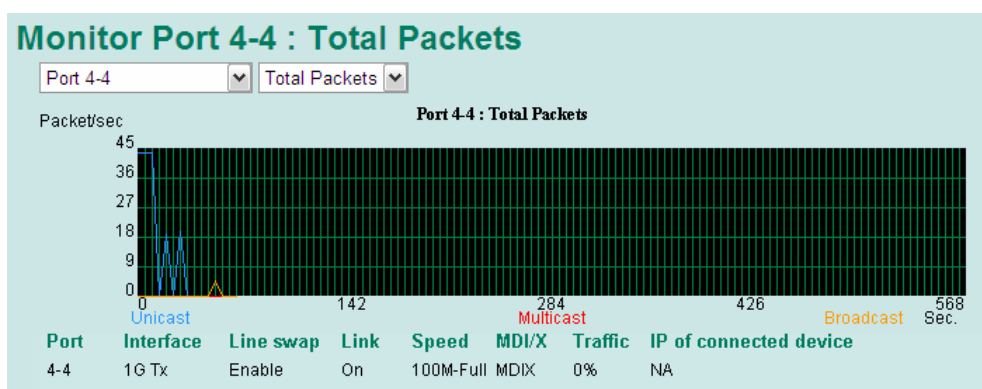 Monitor Port 4-4 : Total Packets
Port 4-4 Total Packets
Port 4-4 : Total Packets
Packet/sec
45
36
27
18
9
0
0 142 284 426 568
Unicast Multicast Broadcast Sec.
Port Interface Line swap Link Speed MDI/X Traffic IP of connected device
4-4 1G Tx Enable On 100M-Full MDIX 0% NA